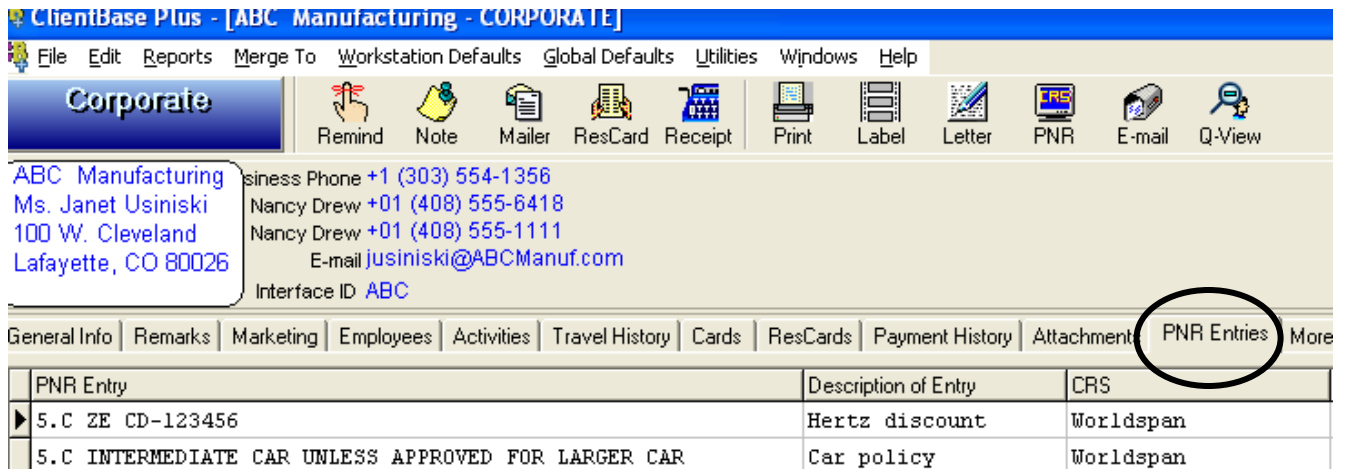 ClientBase Plus - [ABC Manufacturing - CORPORATE]
File Edit Reports Merge To Workstation Defaults Global Defaults Utilities Windows Help
Corporate
Remind Note Mailer ResCard Receipt Print Label Letter CRS PNR E-mail Q-View
ABC Manufacturing
Ms. Janet Usiniski
100 W. Cleveland
Lafayette, CO 80026
siness Phone +1 (303) 554-1356
Nancy Drew +01 (408) 555-6418
Nancy Drew +01 (408) 555-1111
E-mail jusiniski@ABCManuf.com
Interface ID ABC
General Info Remarks Marketing Employees Activities Travel History Cards ResCards Payment History Attachments PNR Entries More
PNR Entry Description of Entry CRS
5.C ZE CD-123456 Hertz discount Worldspan
5.C INTERMEDIATE CAR UNLESS APPROVED FOR LARGER CAR Car policy Worldspan